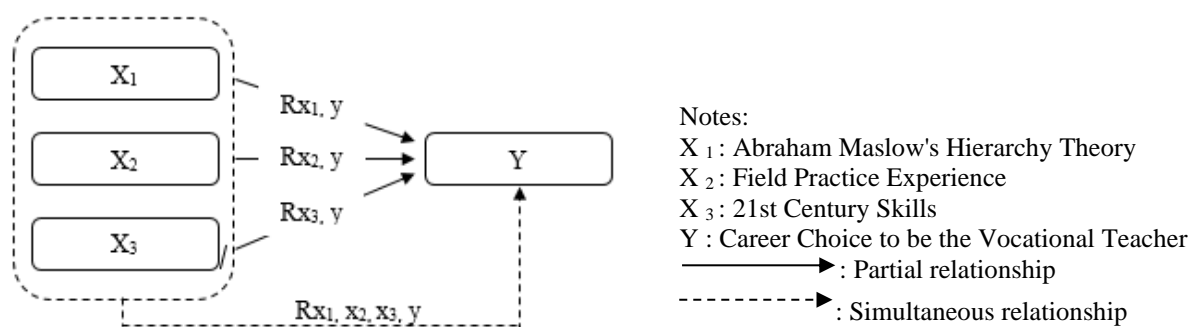 X₁
Rx₁, y
X₂
Rx₂, y
Y
Rx₃, y
X₃
Rx₁, x₂, x₃, y
Notes:
X ₁ : Abraham Maslow's Hierarchy Theory
X ₂ : Field Practice Experience
X ₃ : 21st Century Skills
Y : Career Choice to be the Vocational Teacher
: Partial relationship
: Simultaneous relationship